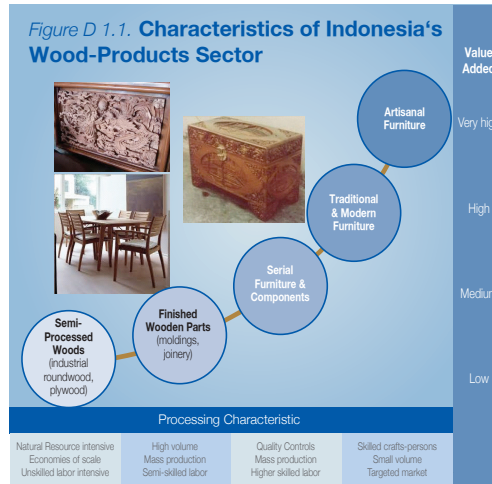 Figure D 1.1. Characteristics of Indonesia‘s
Wood-Products Sector
Value
Added
Artisanal
Furniture
Very high
Traditional
& Modern
Furniture
High
Serial
Furniture &
Components
Medium
Finished
Wooden Parts
(moldings,
joinery)
Semi-
Processed
Woods
(industrial
roundwood,
plywood)
Low
Processing Characteristic
Natural Resource intensive
Economies of scale
Unskilled labor intensive
High volume
Mass production
Semi-skilled labor
Quality Controls
Mass production
Higher skilled labor
Skilled crafts-persons
Small volume
Targeted market